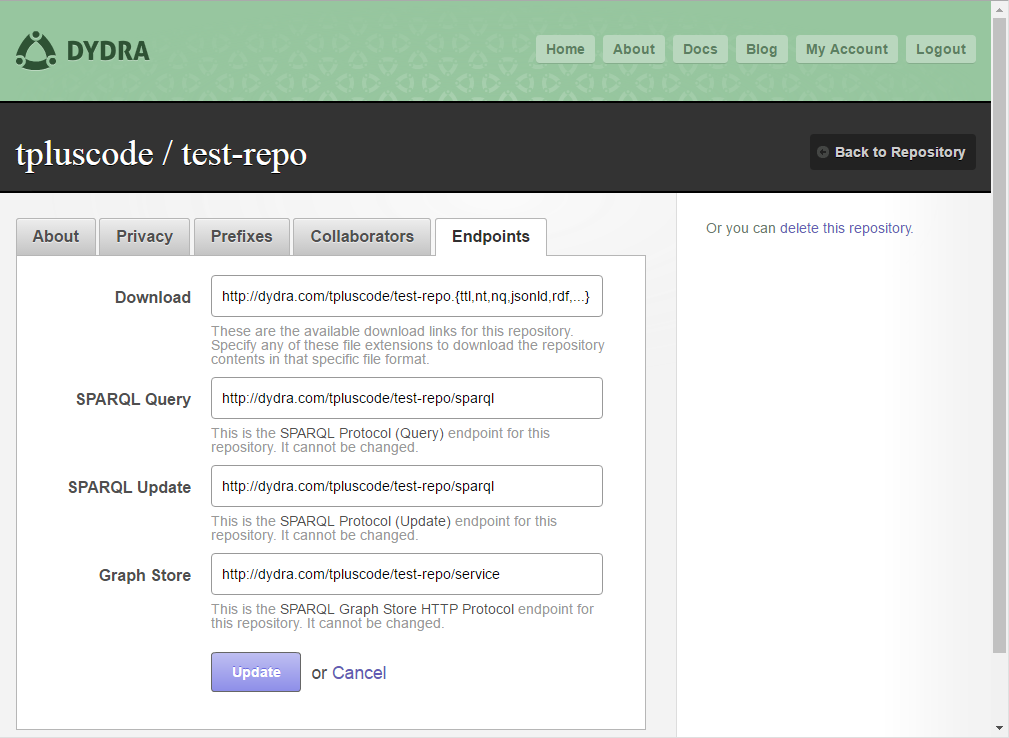 DYDRA
Home
About
Docs
Blog
My Account
Logout
tpluscode / test-repo
Back to Repository
About
Privacy
Prefixes
Collaborators
Endpoints
Or you can delete this repository.
Download
http://dydra.com/tpluscode/test-repo.{ttl,nt,nq,jsonld,rdf,...}
These are the available download links for this repository.
Specify any of these file extensions to download the repository
contents in that specific file format.
SPARQL Query
http://dydra.com/tpluscode/test-repo/sparql
This is the SPARQL Protocol (Query) endpoint for this
repository. It cannot be changed.
SPARQL Update
http://dydra.com/tpluscode/test-repo/sparql
This is the SPARQL Protocol (Update) endpoint for this
repository. It cannot be changed.
Graph Store
http://dydra.com/tpluscode/test-repo/service
This is the SPARQL Graph Store HTTP Protocol endpoint for
this repository. It cannot be changed.
Update
or Cancel